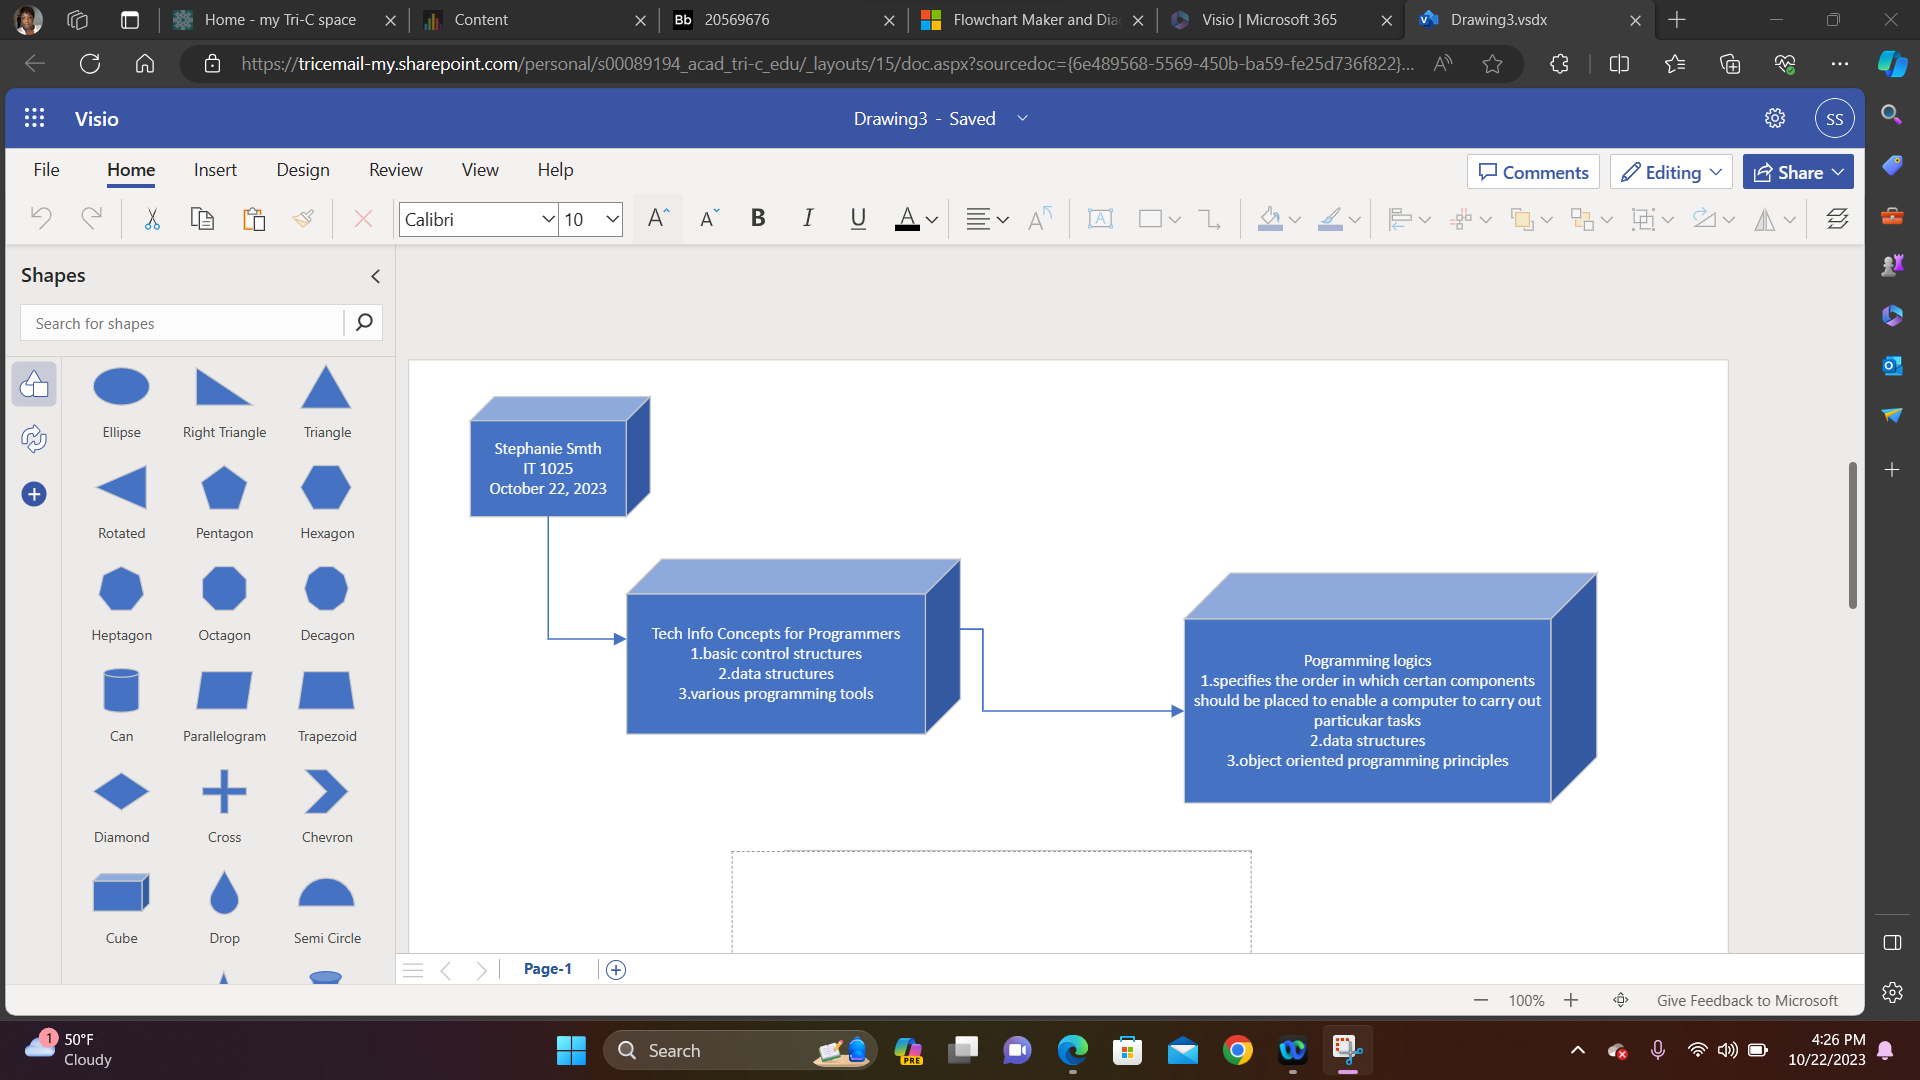 Home - my Tri-C space
Content
Bb 20569676
Flowchart Maker and Dia
Visio | Microsoft 365
Drawing3.vsdx
https://tricemail-my.sharepoint.com/personal/s00089194_acad_tri-c_edu/_layouts/15/doc.aspx?sourcedoc={6e489568-5569-450b-ba59-fe25d736f822}...
Visio
Drawing3 - Saved
SS
File Home Insert Design Review View Help
Comments Editing Share
Calibri 10
Shapes
Search for shapes
Ellipse Right Triangle Triangle
Rotated Pentagon Hexagon
Heptagon Octagon Decagon
Can Parallelogram Trapezoid
Diamond Cross Chevron
Cube Drop Semi Circle
Stephanie Smth
IT 1025
October 22, 2023
Tech Info Concepts for Programmers
1.basic control structures
2.data structures
3.various programming tools
Pogramming logics
1.specifies the order in which certan components
should be placed to enable a computer to carry out
particukar tasks
2.data structures
3.object oriented programming principles
Page-1
100%
Give Feedback to Microsoft
1
50°F
Cloudy
Search
PRE
4:26 PM
10/22/2023